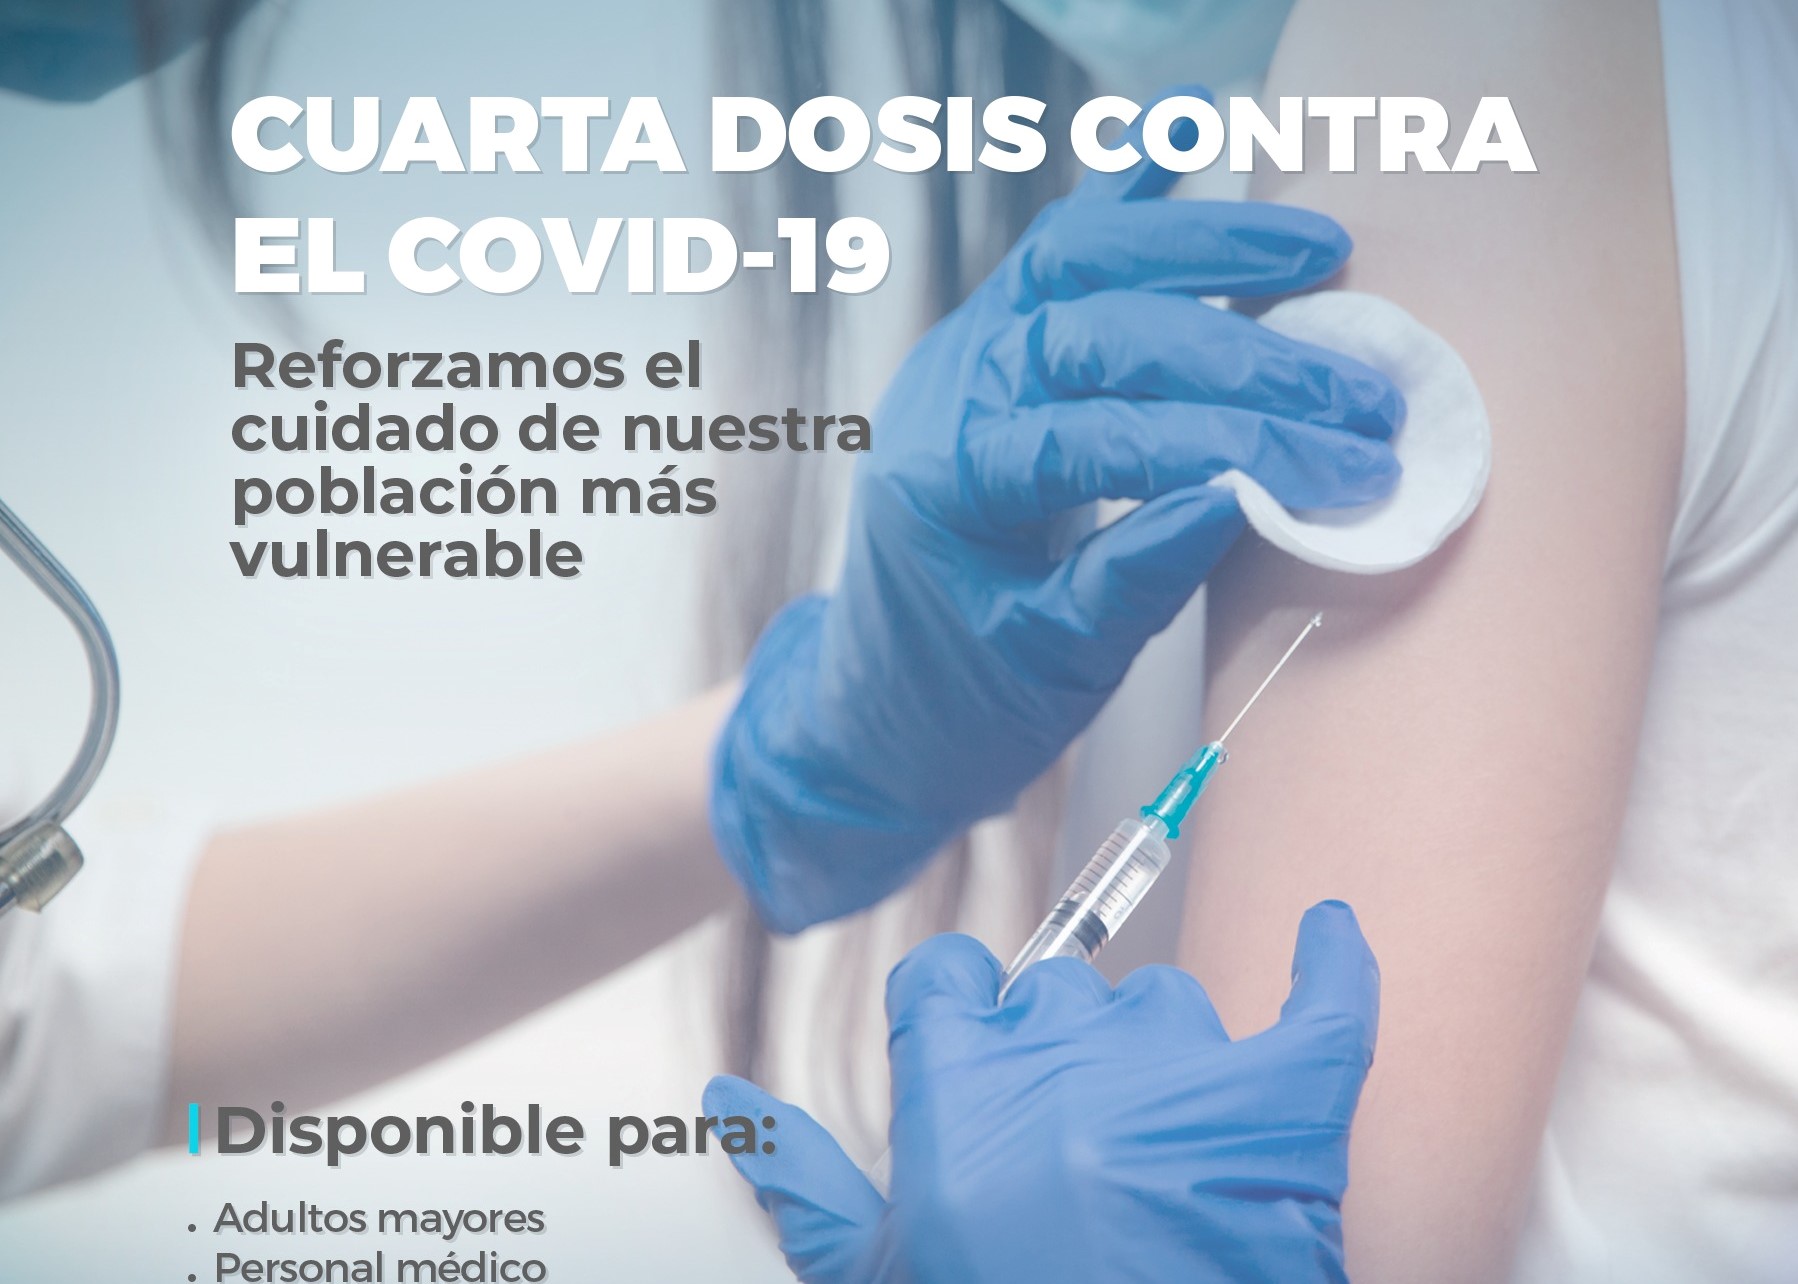 CUARTA DOSIS CONTRA
EL COVID-19
Reforzamos el
cuidado de nuestra
población más
vulnerable
Disponible para:
. Adultos mayores
. Personal médico